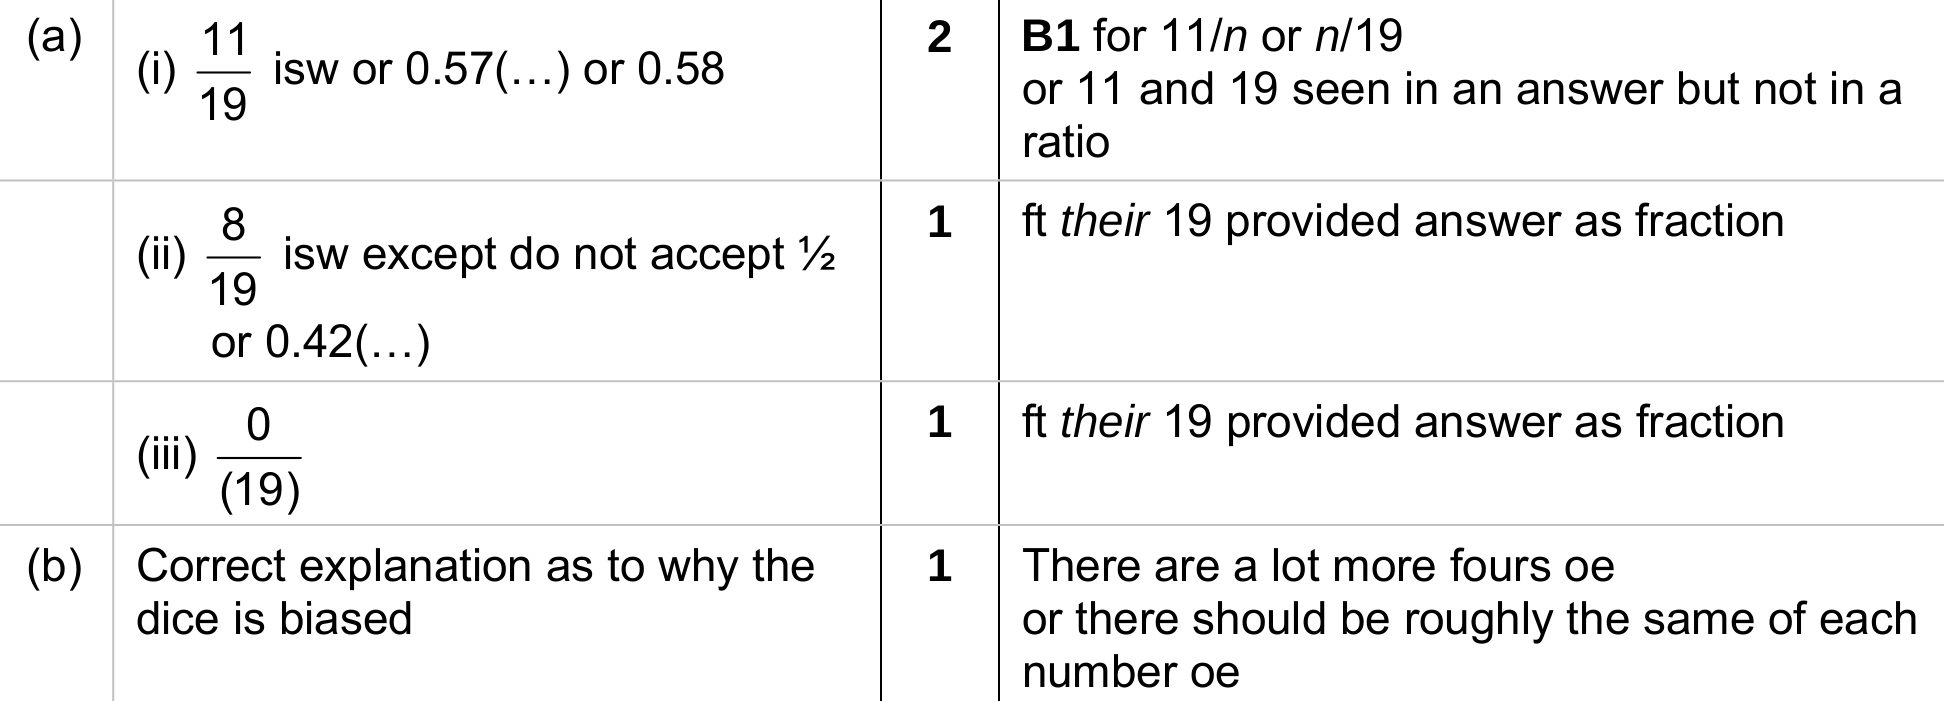 (a) (i) 11/19 isw or 0.57(…) or 0.58 2 B1 for 11/n or n/19
or 11 and 19 seen in an answer but not in a
ratio
(ii) 8/19 isw except do not accept ½ 1 ft their 19 provided answer as fraction
or 0.42(…)
(iii) 0/(19) 1 ft their 19 provided answer as fraction
(b) Correct explanation as to why the 1 There are a lot more fours oe
dice is biased or there should be roughly the same of each
number oe